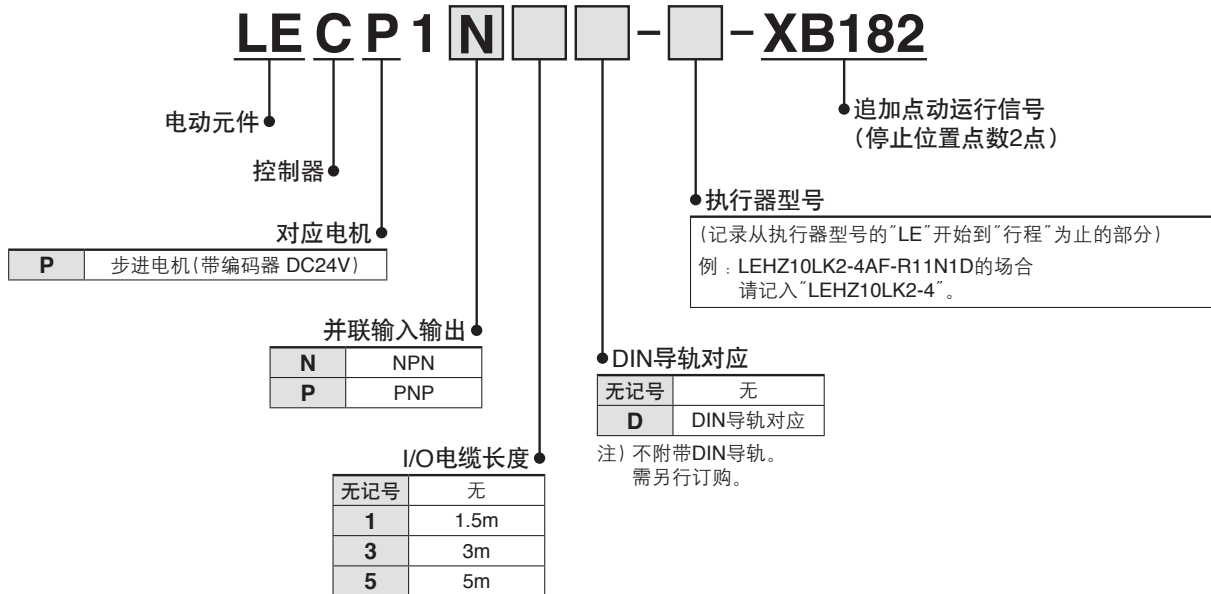 LECP1N□□-□-XB182
追加点动运行信号
（停止位置点数2点）
电动元件
控制器
执行器型号
（记录从执行器型号的″LE″开始到″行程″为止的部分）
例：LEHZ10LK2-4AF-R11N1D的场合
请记入″LEHZ10LK2-4″。
对应电机
P 步进电机（带编码器 DC24V）
并联输入输出
N NPN
P PNP
DIN导轨对应
无记号 无
D DIN导轨对应
注）不附带DIN导轨。
需另行订购。
I/O电缆长度
无记号 无
1 1.5m
3 3m
5 5m